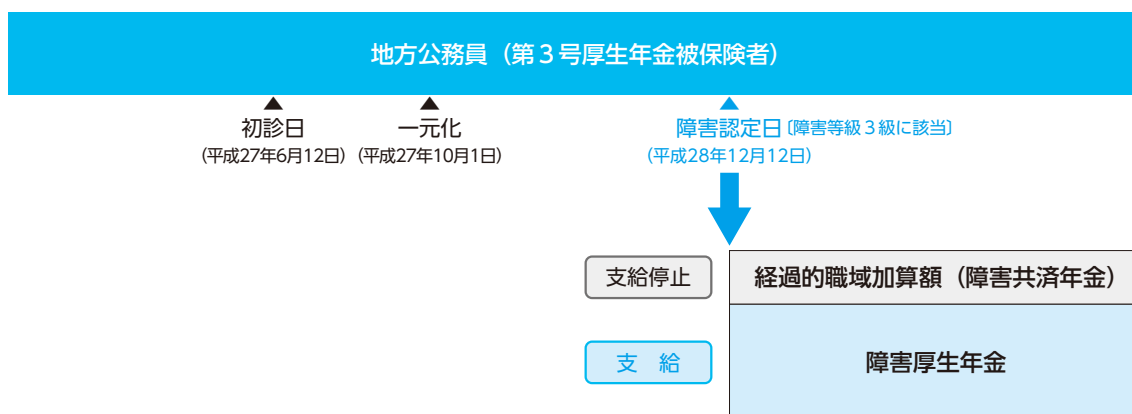 地方公務員（第３号厚生年金被保険者）
初診日
（平成27年6月12日）
一元化
（平成27年10月1日）
障害認定日〔障害等級３級に該当〕
（平成28年12月12日）
支給停止
経過的職域加算額（障害共済年金）
支　給
障害厚生年金